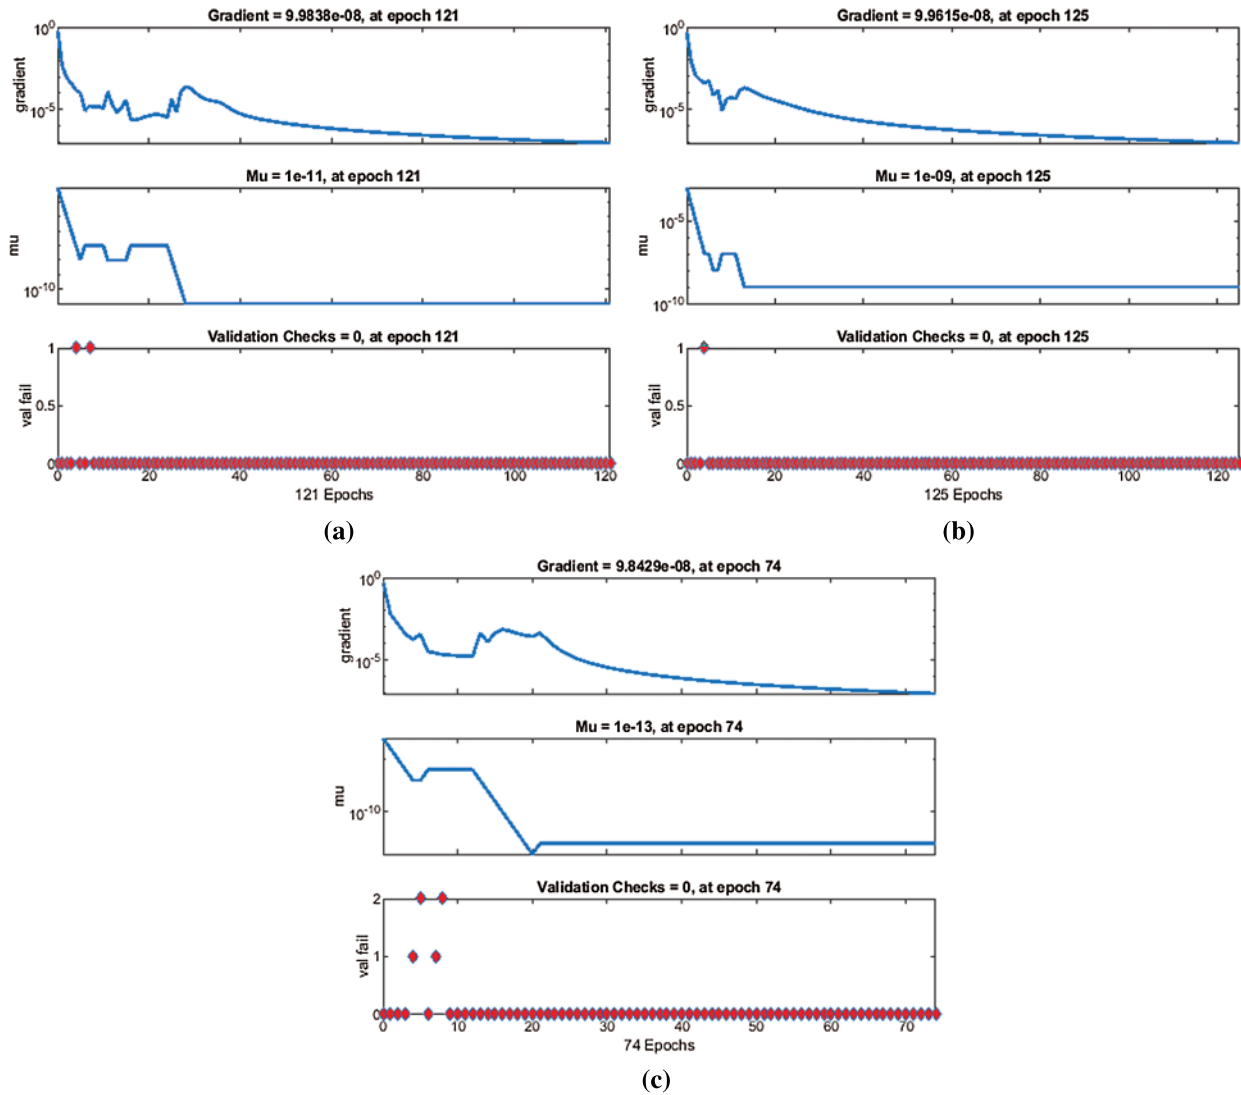 Gradient = 9.9838e-08, at epoch 121
10^0
gradient
10^-5
Mu = 1e-11, at epoch 121
mu
10^-10
Validation Checks = 0, at epoch 121
1
val fail
0.5
0
0 20 40 60 80 100 120
121 Epochs
(a)
Gradient = 9.9615e-08, at epoch 125
10^0
gradient
10^-5
Mu = 1e-09, at epoch 125
10^-5
mu
10^-10
Validation Checks = 0, at epoch 125
1
val fail
0.5
0
0 20 40 60 80 100 120
125 Epochs
(b)
Gradient = 9.8429e-08, at epoch 74
10^0
gradient
10^-5
Mu = 1e-13, at epoch 74
mu
10^-10
Validation Checks = 0, at epoch 74
2
val fail
1
0
0 10 20 30 40 50 60 70
74 Epochs
(c)